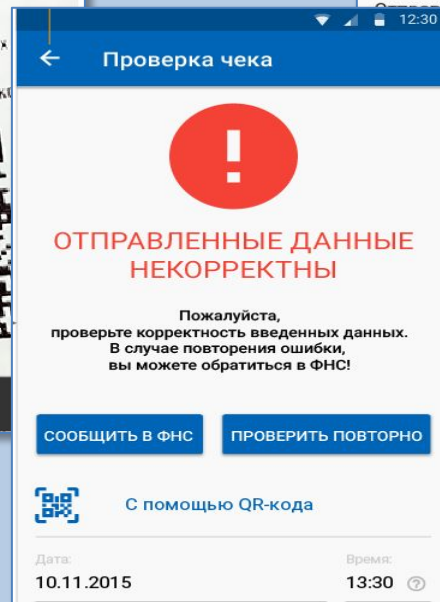 12:30
Проверка чека
ОТПРАВЛЕННЫЕ ДАННЫЕ
НЕКОРРЕКТНЫ
Пожалуйста,
проверьте корректность введенных данных.
В случае повторения ошибки,
вы можете обратиться в ФНС!
СООБЩИТЬ В ФНС ПРОВЕРИТЬ ПОВТОРНО
С помощью QR-кода
Дата: Время:
10.11.2015 13:30